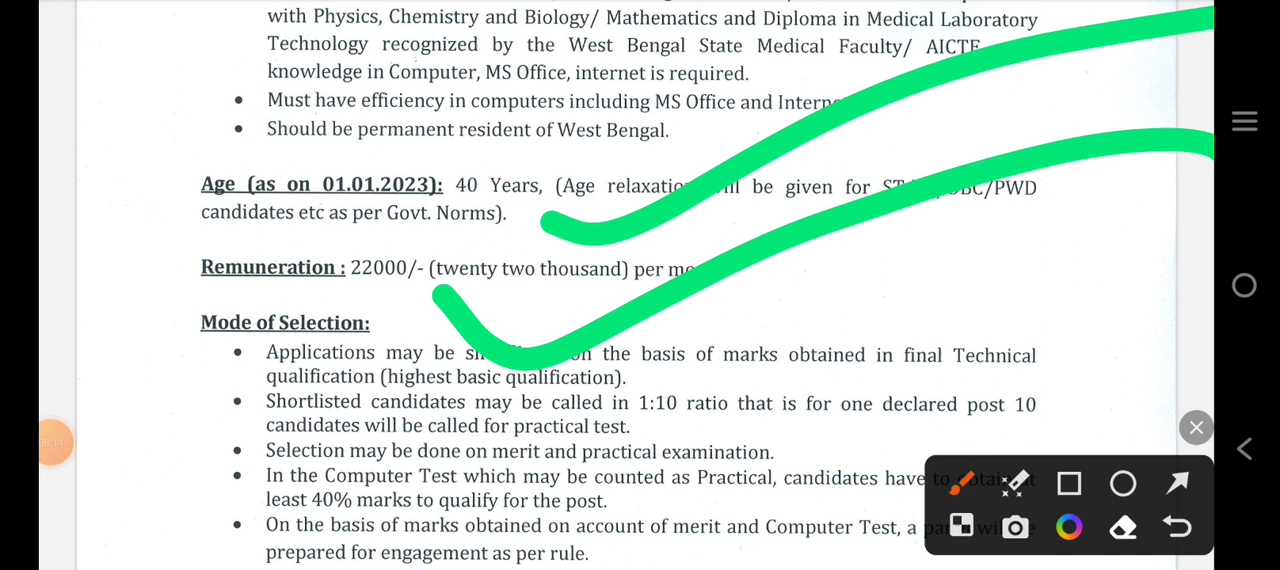 with Physics, Chemistry and Biology/ Mathematics and Diploma in Medical Laboratory
Technology recognized by the West Bengal State Medical Faculty/ AICTE
knowledge in Computer, MS Office, internet is required.
• Must have efficiency in computers including MS Office and
• Should be permanent resident of West Bengal.
Age (as on 01.01.2023): 40 Years, (Age be given for /PWD
candidates etc as per Govt. Norms).
Remuneration : 22000/- (twenty two thousand) per
Mode of Selection:
• Applications may be the basis of marks obtained in final Technical
qualification (highest basic qualification).
• Shortlisted candidates may be called in 1:10 ratio that is for one declared post 10
candidates will be called for practical test.
• Selection may be done on merit and practical examination.
• In the Computer Test which may be counted as Practical, candidates have to
least 40% marks to qualify for the post.
• On the basis of marks obtained on account of merit and Computer Test, a
prepared for engagement as per rule.